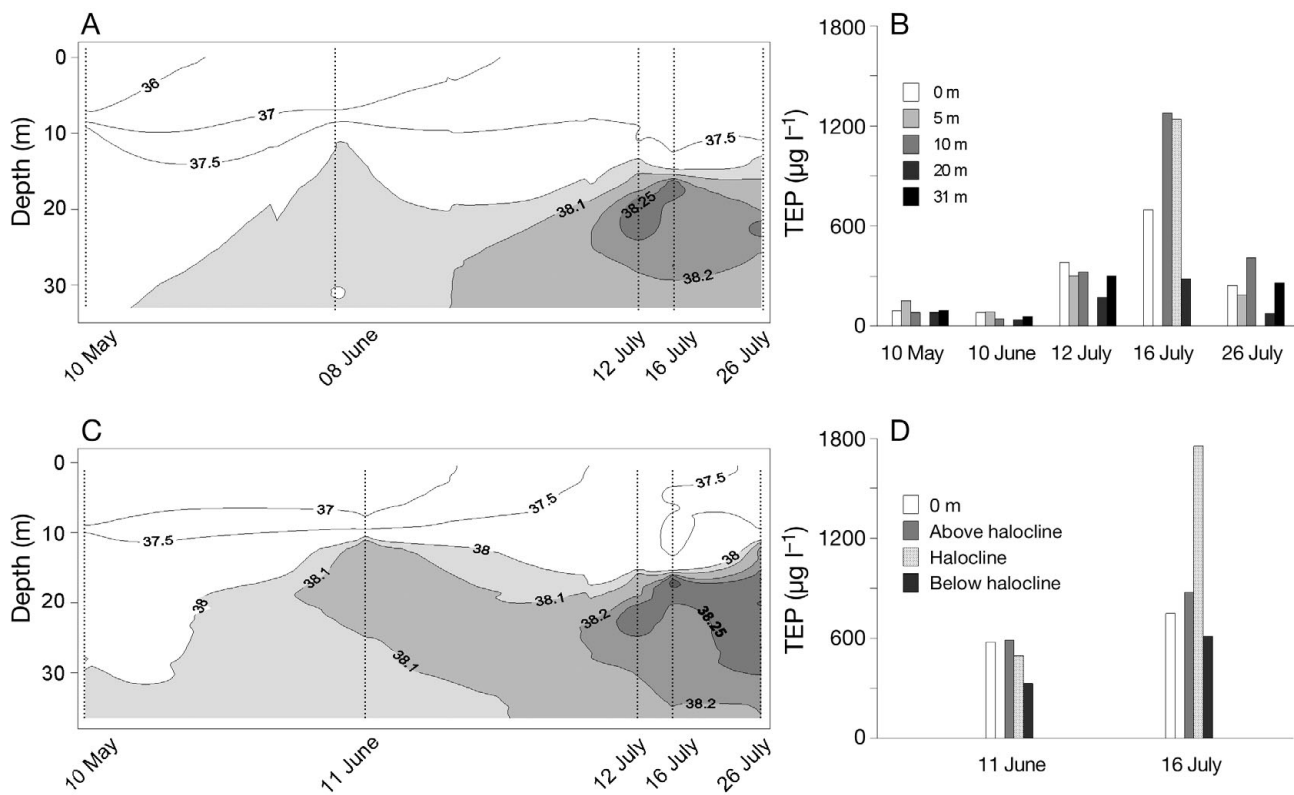 A
Depth (m)
0
10
20
30
36
37
37.5
37.5
38.1
38.25
38.2
10 May
08 June
12 July
16 July
26 July
B
TEP (µg l⁻¹)
1800
1200
600
0
0 m
5 m
10 m
20 m
31 m
10 May
10 June
12 July
16 July
26 July
C
Depth (m)
0
10
20
30
37
37.5
37.5
37.5
38
38
38
38.1
38.1
38.1
38.2
38.25
38.2
10 May
11 June
12 July
16 July
26 July
D
TEP (µg l⁻¹)
1800
1200
600
0
0 m
Above halocline
Halocline
Below halocline
11 June
16 July